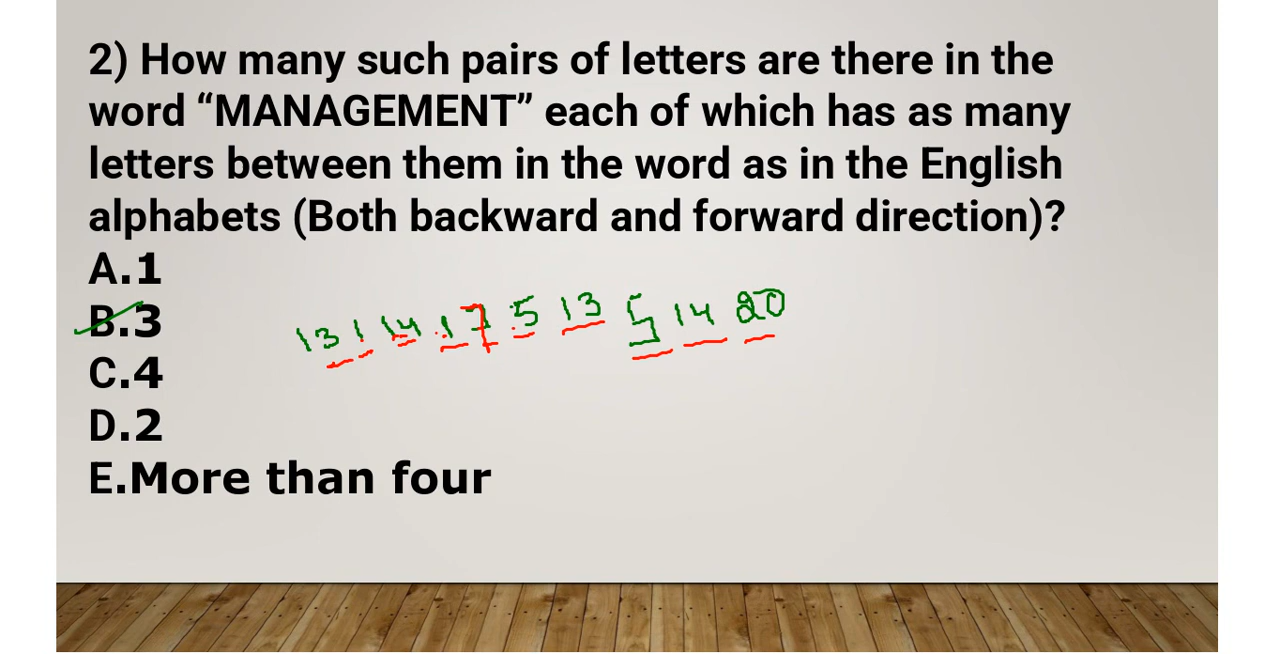 2) How many such pairs of letters are there in the
word “MANAGEMENT” each of which has as many
letters between them in the word as in the English
alphabets (Both backward and forward direction)?
A.1
B.3
C.4
D.2
E.More than four
13 1 14 1 7 5 13 5 14 20